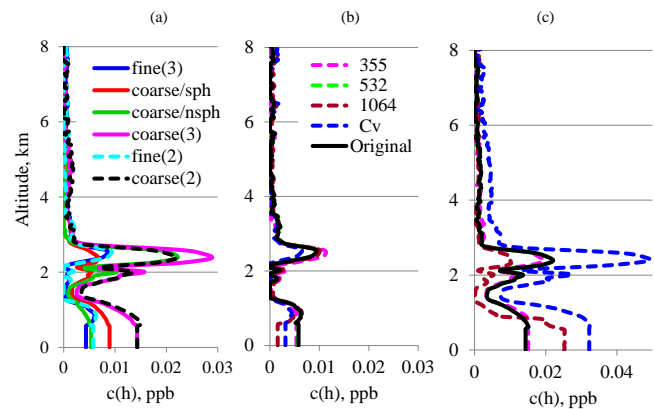 (a) (b) (c)
8 8 8
fine(3) 355
coarse/sph 532
coarse/nsph 1064
6 coarse(3) 6 Cv 6
fine(2) Original
coarse(2)
Altitude, km
4 4 4
2 2 2
0 0 0
0 0.01 0.02 0.03 0 0.01 0.02 0.03 0 0.02 0.04
c(h), ppb c(h), ppb c(h), ppb